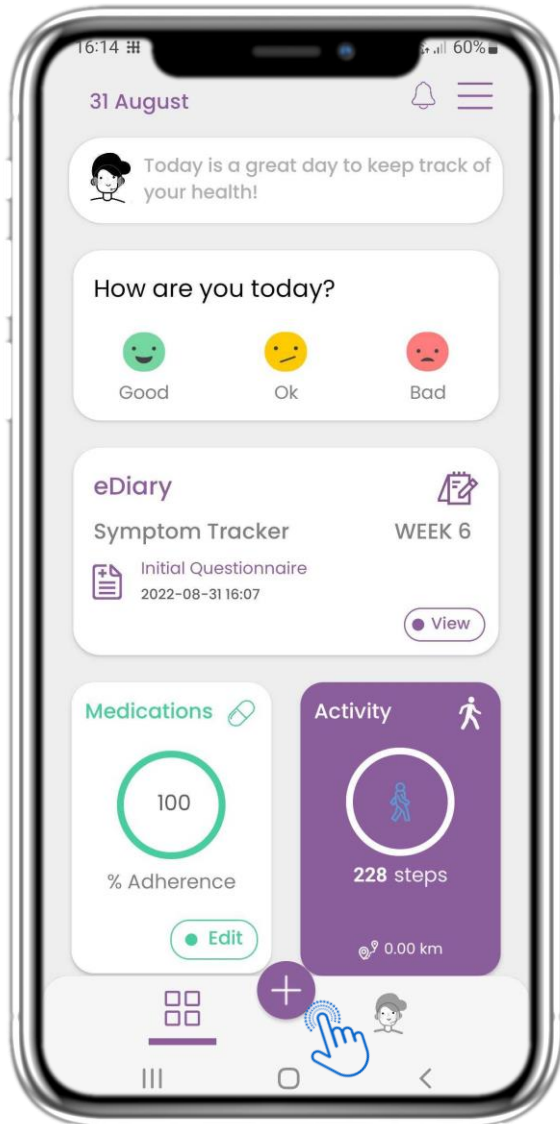 16:14
60%
31 August
Today is a great day to keep track of
your health!
How are you today?
Good Ok Bad
eDiary
Symptom Tracker WEEK 6
Initial Questionnaire
2022-08-31 16:07
View
Medications
100
% Adherence
Edit
Activity
228 steps
0.00 km